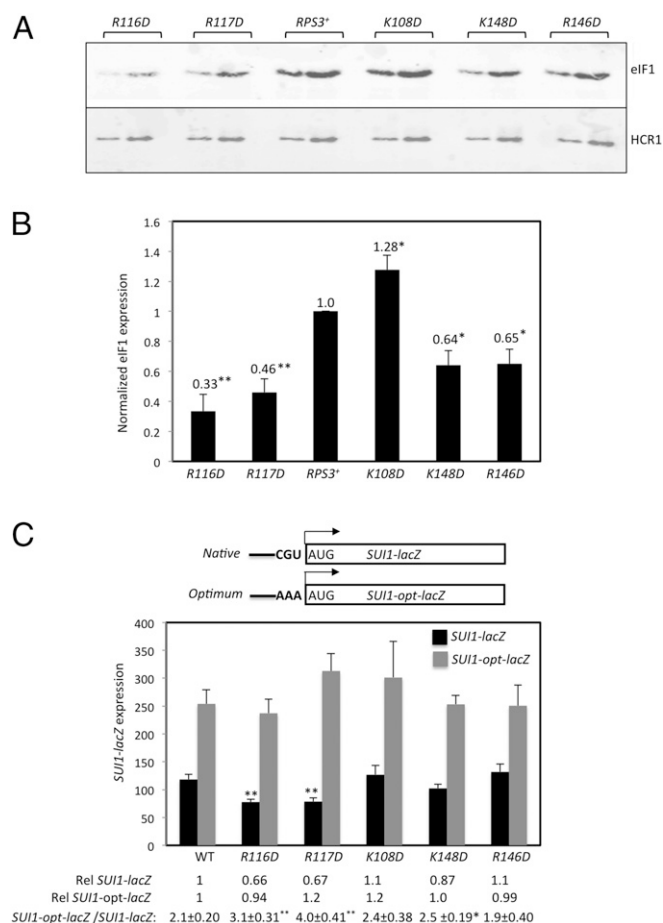 A
R116D R117D RPS3⁺ K108D K148D R146D
eIF1
HCR1
B
Normalized eIF1 expression
1.6
1.4
1.2
1
0.8
0.6
0.4
0.2
0
0.33**
0.46**
1.0
1.28*
0.64*
0.65*
R116D R117D RPS3⁺ K108D K148D R146D
C
Native CGU AUG SUI1-lacZ
Optimum AAA AUG SUI1-opt-lacZ
SUI1-lacZ expression
400
350
300
250
200
150
100
50
0
SUI1-lacZ
SUI1-opt-lacZ
** **
WT R116D R117D K108D K148D R146D
Rel SUI1-lacZ 1 0.66 0.67 1.1 0.87 1.1
Rel SUI1-opt-lacZ 1 0.94 1.2 1.2 1.0 0.99
SUI1-opt-lacZ /SUI1-lacZ: 2.1±0.20 3.1±0.31** 4.0±0.41** 2.4±0.38 2.5 ±0.19* 1.9±0.40